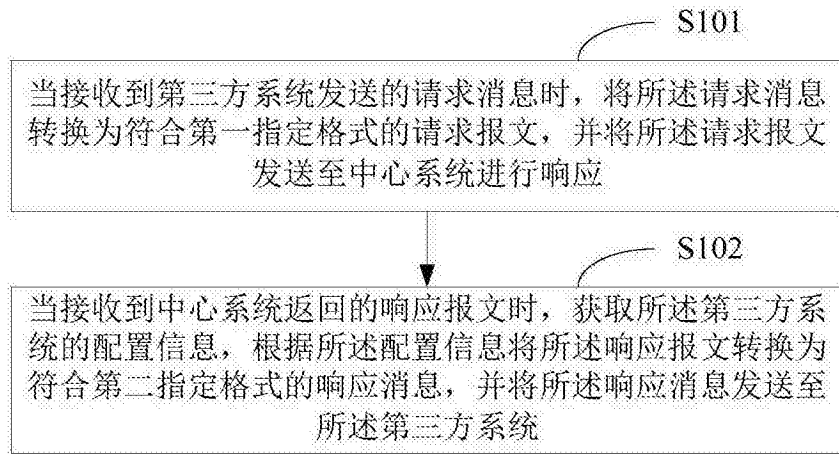 S101
当接收到第三方系统发送的请求消息时，将所述请求消息
转换为符合第一指定格式的请求报文，并将所述请求报文
发送至中心系统进行响应
S102
当接收到中心系统返回的响应报文时，获取所述第三方系
统的配置信息，根据所述配置信息将所述响应报文转换为
符合第二指定格式的响应消息，并将所述响应消息发送至
所述第三方系统